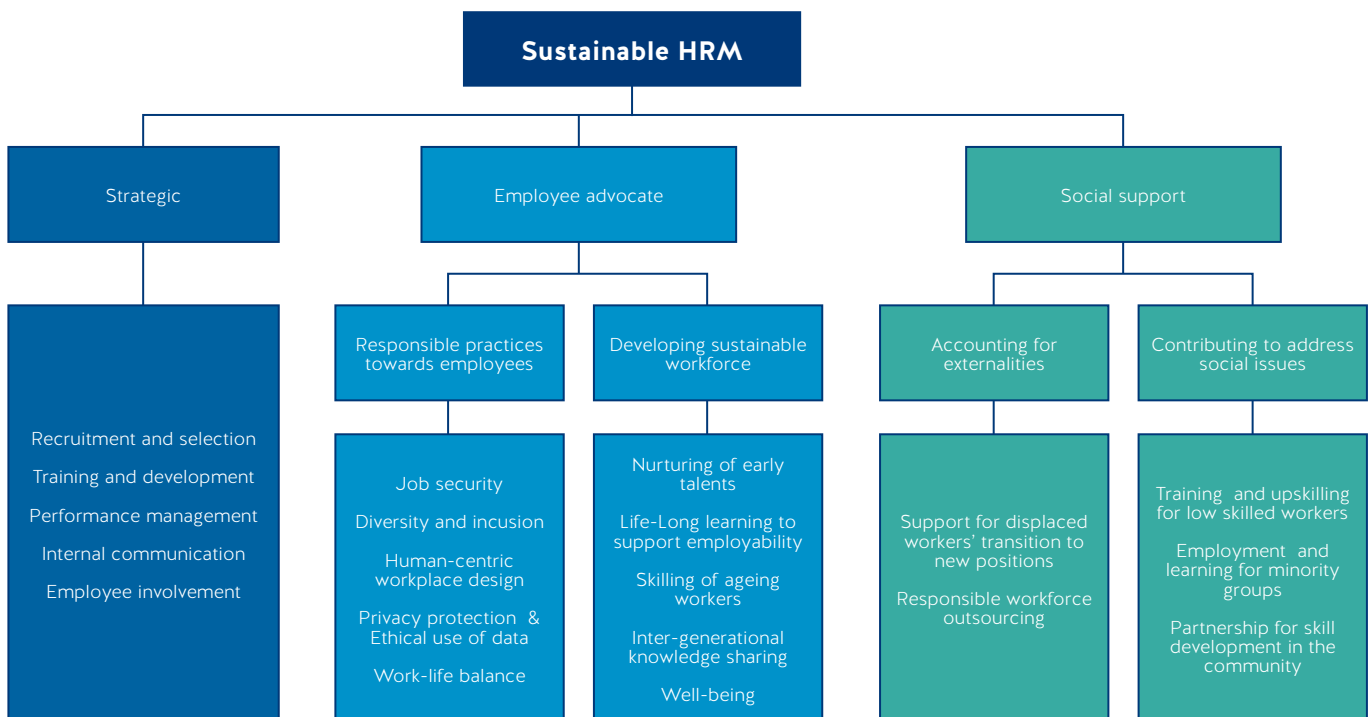 Sustainable HRM
Strategic
Employee advocate
Social support
Responsible practices
towards employees
Developing sustainable
workforce
Accounting for
externalities
Contributing to address
social issues
Recruitment and selection
Training and development
Performance management
Internal communication
Employee involvement
Job security
Diversity and incusion
Human-centric
workplace design
Privacy protection &
Ethical use of data
Work-life balance
Nurturing of early
talents
Life-Long learning to
support employability
Skilling of ageing
workers
Inter-generational
knowledge sharing
Well-being
Support for displaced
workers’ transition to
new positions
Responsible workforce
outsourcing
Training and upskilling
for low skilled workers
Employment and
learning for minority
groups
Partnership for skill
development in the
community